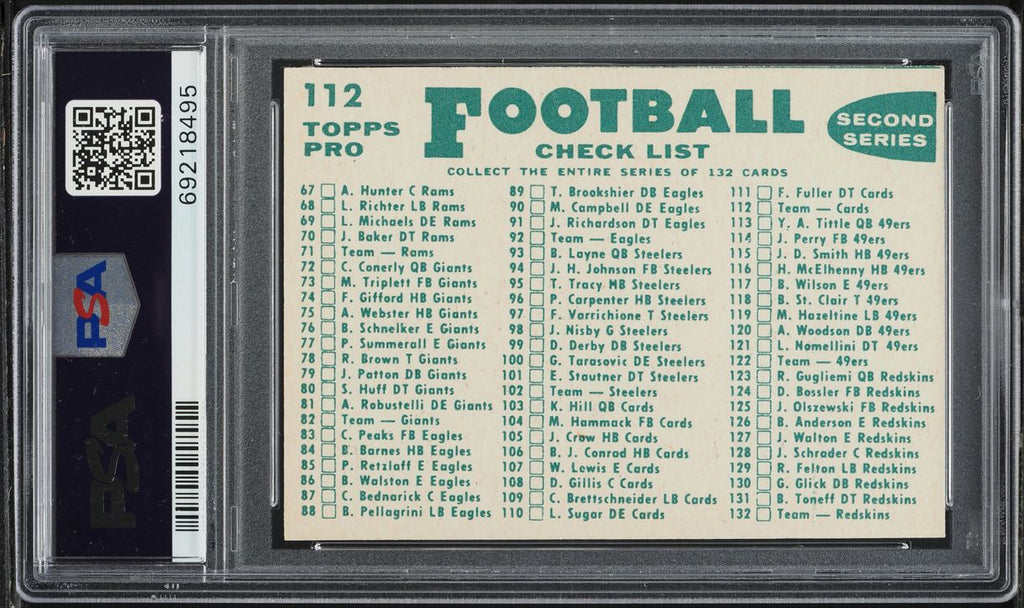 69218495
PSA
PSA
112
TOPPS
PRO
FOOTBALL
CHECK LIST
SECOND
SERIES
COLLECT THE ENTIRE SERIES OF 132 CARDS
67 A. Hunter C Rams
68 L. Richter LB Rams
69 L. Michaels DE Rams
70 J. Baker DT Rams
71 Team — Rams
72 C. Conerly QB Giants
73 M. Triplett FB Giants
74 F. Gifford HB Giants
75 A. Webster HB Giants
76 B. Schnelker E Giants
77 P. Summerall E Giants
78 R. Brown T Giants
79 J. Patton DB Giants
80 S. Huff DT Giants
81 A. Robustelli DE Giants
82 Team — Giants
83 C. Peaks FB Eagles
84 B. Barnes HB Eagles
85 P. Retzlaff E Eagles
86 B. Walston E Eagles
87 C. Bednarick C Eagles
88 B. Pellagrini LB Eagles
89 T. Brookshier DB Eagles
90 M. Campbell DE Eagles
91 J. Richardson DT Eagles
92 Team — Eagles
93 B. Layne QB Steelers
94 J. H. Johnson FB Steelers
95 T. Tracy HB Steelers
96 P. Carpenter HB Steelers
97 F. Varrichione T Steelers
98 J. Nisby G Steelers
99 D. Derby DB Steelers
100 G. Tarasovic DE Steelers
101 E. Stautner DT Steelers
102 Team — Steelers
103 K. Hill QB Cards
104 M. Hammack FB Cards
105 J. Crow HB Cards
106 B. J. Conrad HB Cards
107 W. Lewis E Cards
108 D. Gillis C Cards
109 C. Brettschneider LB Cards
110 L. Sugar DE Cards
111 F. Fuller DT Cards
112 Team — Cards
113 Y. A. Tittle QB 49ers
114 J. Perry FB 49ers
115 J. D. Smith HB 49ers
116 H. McElhenny HB 49ers
117 B. Wilson E 49ers
118 B. St. Clair T 49ers
119 M. Hazeltine LB 49ers
120 A. Woodson DB 49ers
121 L. Nomellini DT 49ers
122 Team — 49ers
123 R. Gugliemi QB Redskins
124 D. Bossler FB Redskins
125 J. Olszewski FB Redskins
126 B. Anderson E Redskins
127 J. Walton E Redskins
128 J. Schrader C Redskins
129 R. Felton LB Redskins
130 G. Glick DB Redskins
131 B. Toneff DT Redskins
132 Team — Redskins